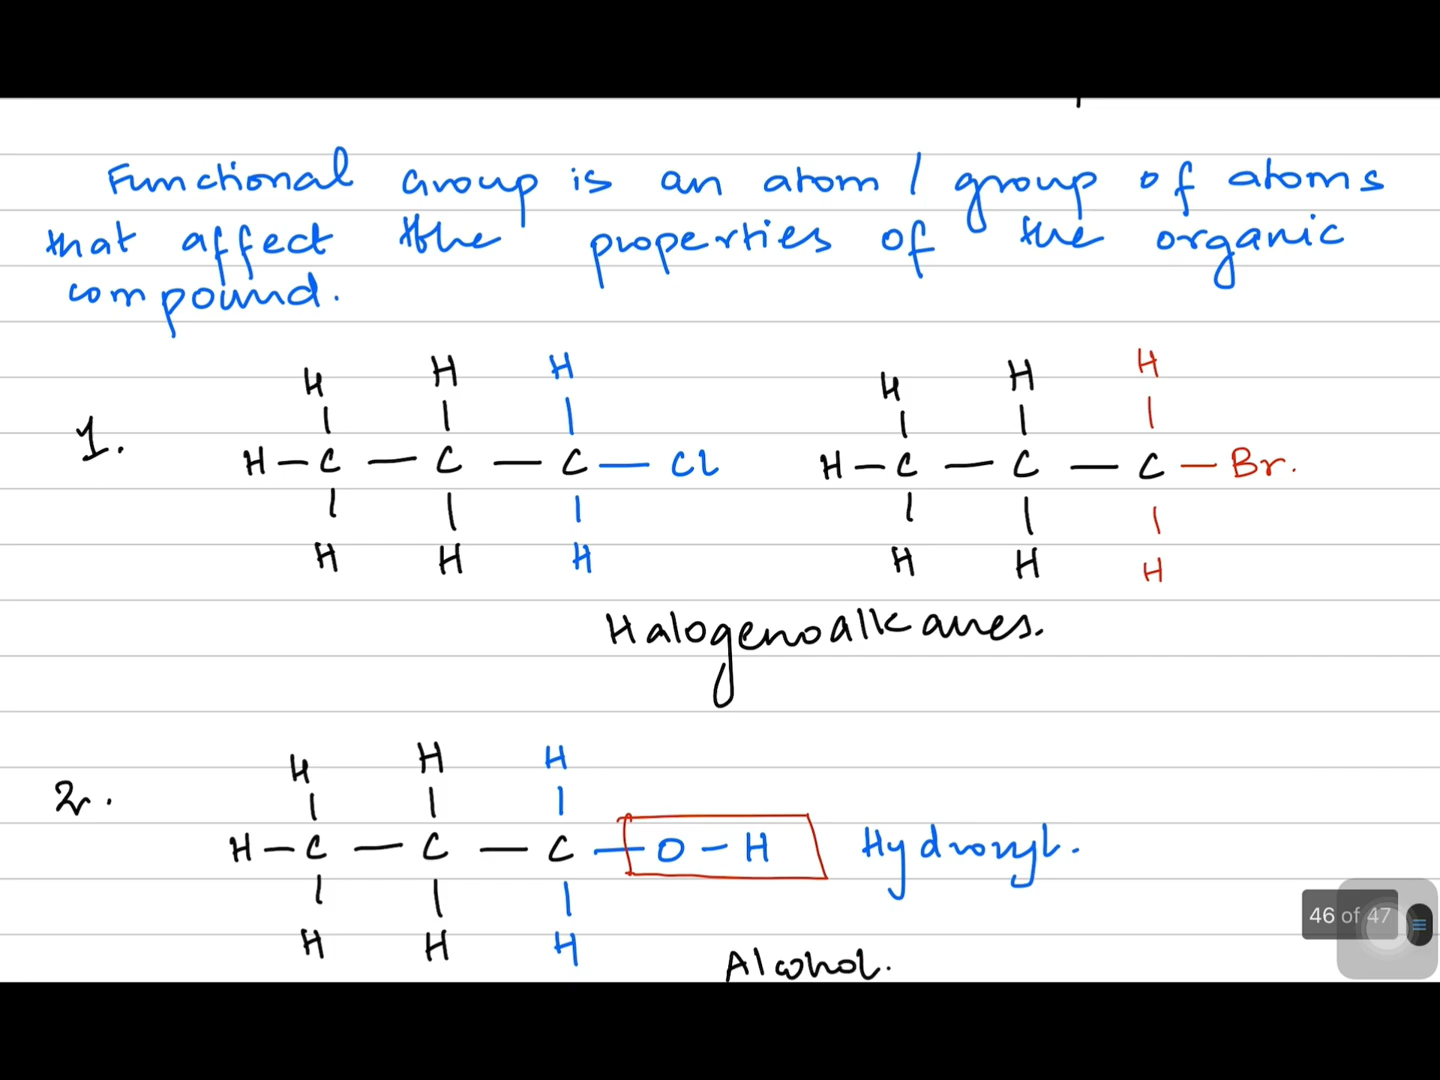 Functional Group is an atom / group of atoms
that affect the properties of the organic
compound.
H H H H H H
1.
H-C-C-C-Cl H-C-C-C-Br.
H H H H H H
Halogenoalkanes.
H H H
2.
H-C-C-C-O-H Hydroxyl.
H H H
Alcohol.
46 of 47